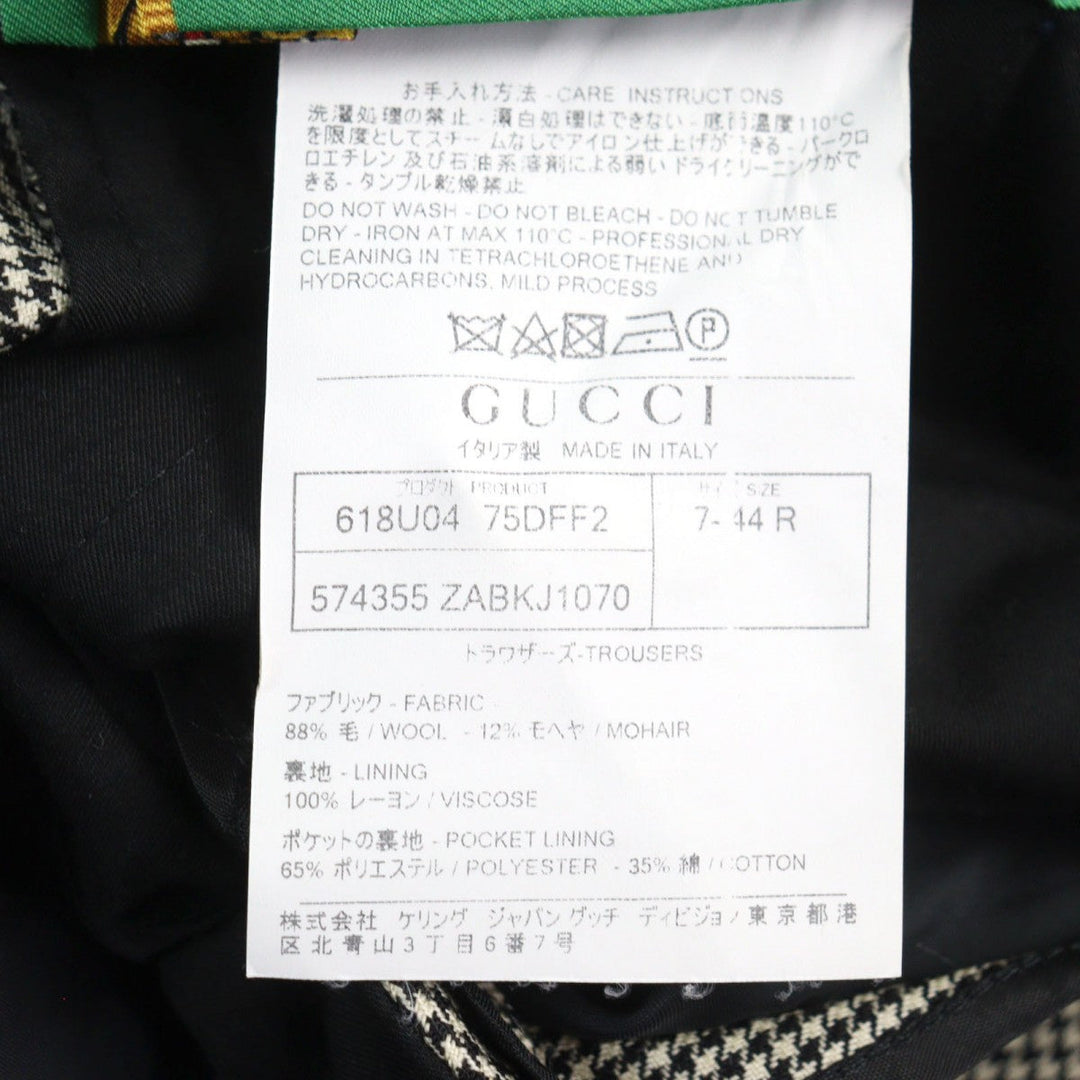 お手入れ方法 - CARE INSTRUCTIONS
洗濯処理の禁止 - 漂白処理はできない - 底面温度110°C
を限度としてスチームなしでアイロン仕上げができる - パークロ
ロエチレン 及び石油系溶剤による弱い ドライクリーニングがで
きる - タンブル乾燥禁止
DO NOT WASH - DO NOT BLEACH - DO NOT TUMBLE
DRY - IRON AT MAX 110°C - PROFESSIONAL DRY
CLEANING IN TETRACHLOROETHENE AND
HYDROCARBONS, MILD PROCESS
P
GUCCI
イタリア製 MADE IN ITALY
プロダクト PRODUCT サイズ SIZE
618U04 75DFF2 7- 44 R
574355 ZABKJ1070
トラウザーズ-TROUSERS
ファブリック - FABRIC -
88% 毛 / WOOL - 12% モヘヤ / MOHAIR
裏地 - LINING
100% レーヨン / VISCOSE
ポケットの裏地 - POCKET LINING
65% ポリエステル / POLYESTER - 35% 綿 / COTTON
株式会社 ケリング ジャパン グッチ ディビジョン 東京都港
区北青山3丁目6番7号